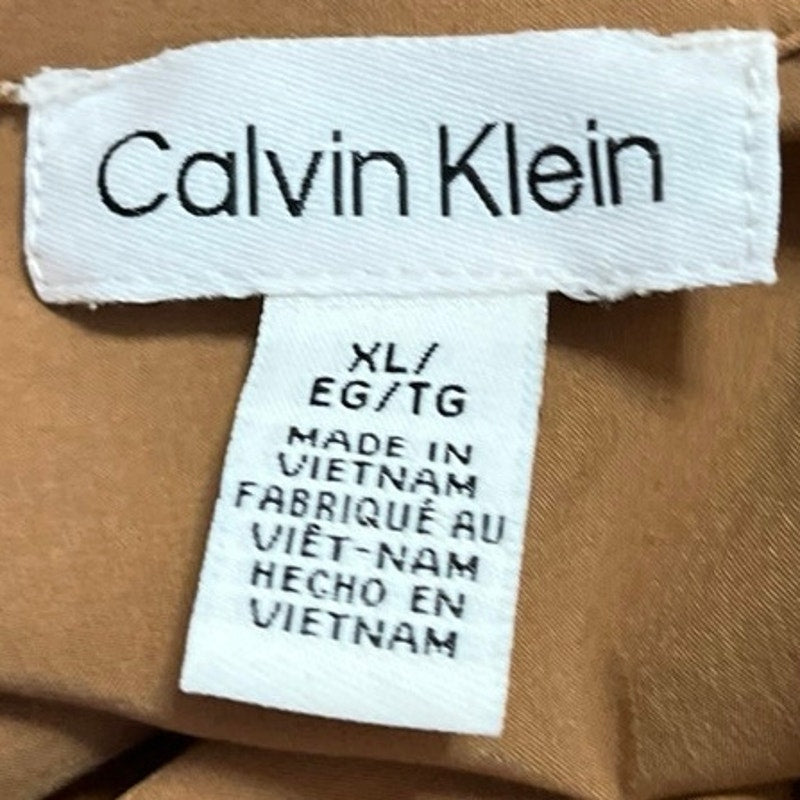 Calvin Klein
XL/
EG/TG
MADE IN
VIETNAM
FABRIQUÉ AU
VIÊT-NAM
HECHO EN
VIETNAM